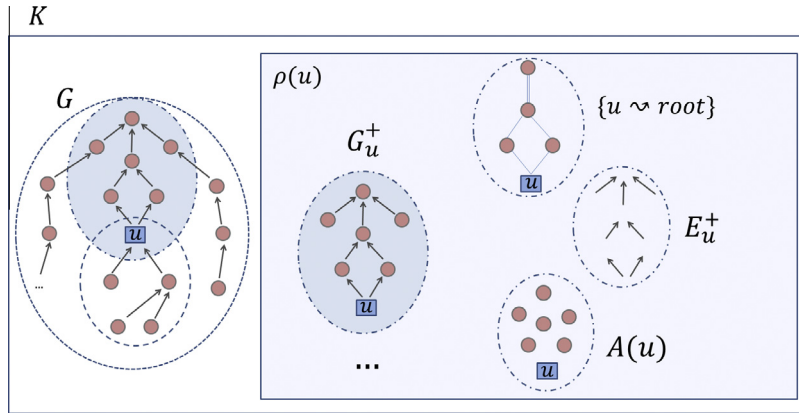 K
ρ(u)
G
{u ⇝ root}
G_u^+
u
u
E_u^+
u
...
A(u)
u
...